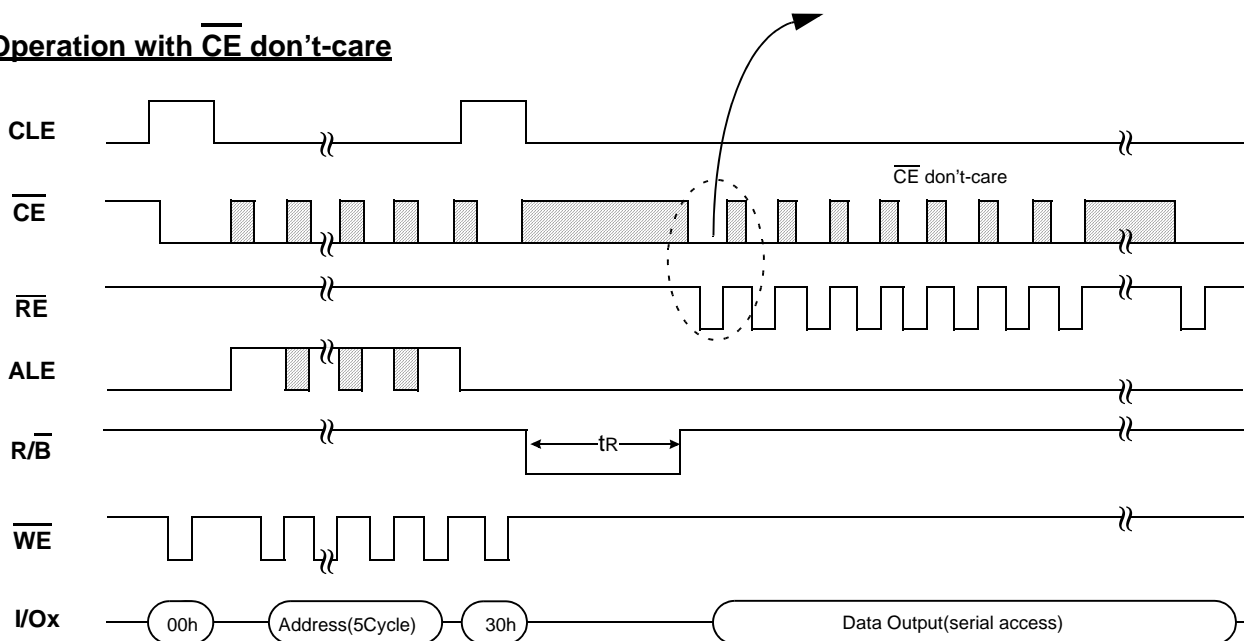 Operation with CE don't-care
CLE
CE
CE don't-care
RE
ALE
R/B
tR
WE
I/Ox
00h
Address(5Cycle)
30h
Data Output(serial access)